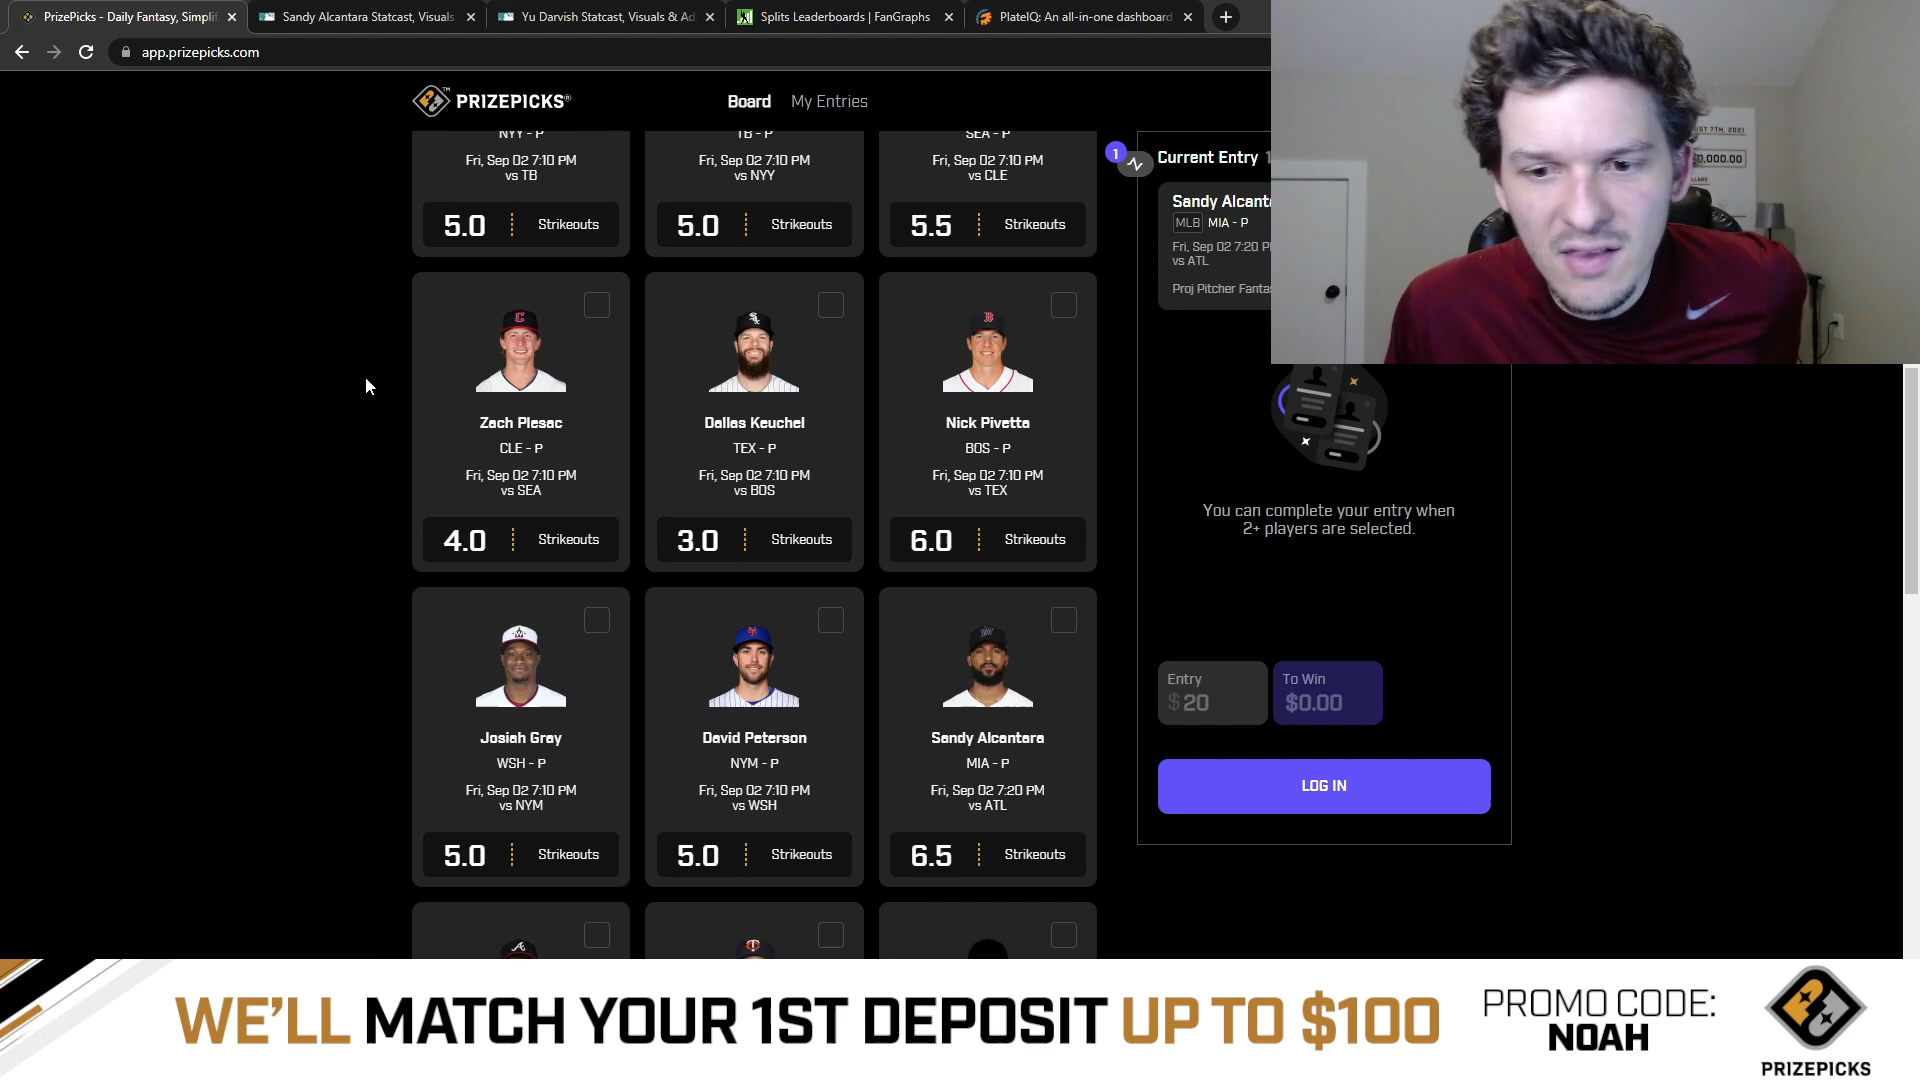 PrizePicks - Daily Fantasy, Simplifi
Sandy Alcantara Statcast, Visuals
Yu Darvish Statcast, Visuals & Ad
Splits Leaderboards | FanGraphs
PlateIQ: An all-in-one dashboard
app.prizepicks.com
PRIZEPICKS®
Board
My Entries
NYY - P
Fri, Sep 02 7:10 PM
vs TB
5.0 Strikeouts
TB - P
Fri, Sep 02 7:10 PM
vs NYY
5.0 Strikeouts
SEA - P
Fri, Sep 02 7:10 PM
vs CLE
5.5 Strikeouts
Zach Plesac
CLE - P
Fri, Sep 02 7:10 PM
vs SEA
4.0 Strikeouts
Dallas Keuchel
TEX - P
Fri, Sep 02 7:10 PM
vs BOS
3.0 Strikeouts
Nick Pivetta
BOS - P
Fri, Sep 02 7:10 PM
vs TEX
6.0 Strikeouts
Josiah Gray
WSH - P
Fri, Sep 02 7:10 PM
vs NYM
5.0 Strikeouts
David Peterson
NYM - P
Fri, Sep 02 7:10 PM
vs WSH
5.0 Strikeouts
Sandy Alcantara
MIA - P
Fri, Sep 02 7:20 PM
vs ATL
6.5 Strikeouts
1
Current Entry 1
Sandy Alcant
MLB MIA - P
Fri, Sep 02 7:20 P
vs ATL
Proj Pitcher Fantas
You can complete your entry when
2+ players are selected.
Entry
$ 20
To Win
$0.00
LOG IN
WE'LL MATCH YOUR 1ST DEPOSIT UP TO $100
PROMO CODE:
NOAH
PRIZEPICKS